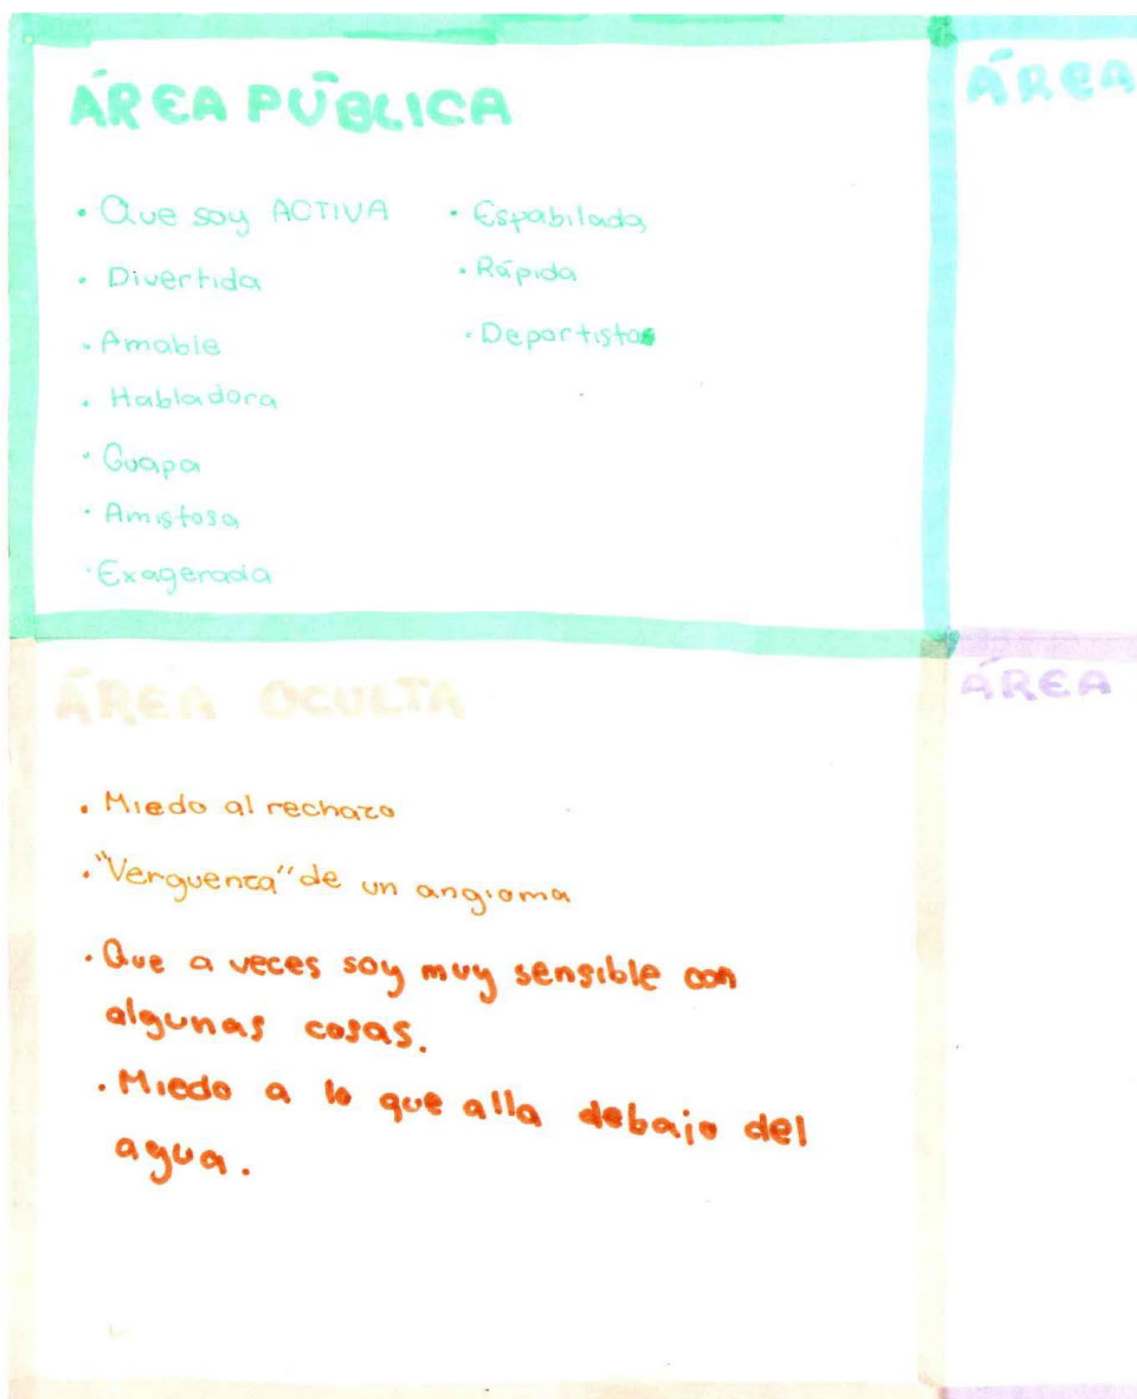 ÁREA PÚBLICA
• Que soy ACTIVA
• Divertida
• Amable
• Habladora
• Guapa
• Amistosa
• Exagerada
• Espabilada
• Rápida
• Deportista
ÁREA
ÁREA OCULTA
• Miedo al rechazo
• "Verguenza" de un angioma
• Que a veces soy muy sensible con
algunas cosas.
• Miedo a lo que alla debajo del
agua.
ÁREA